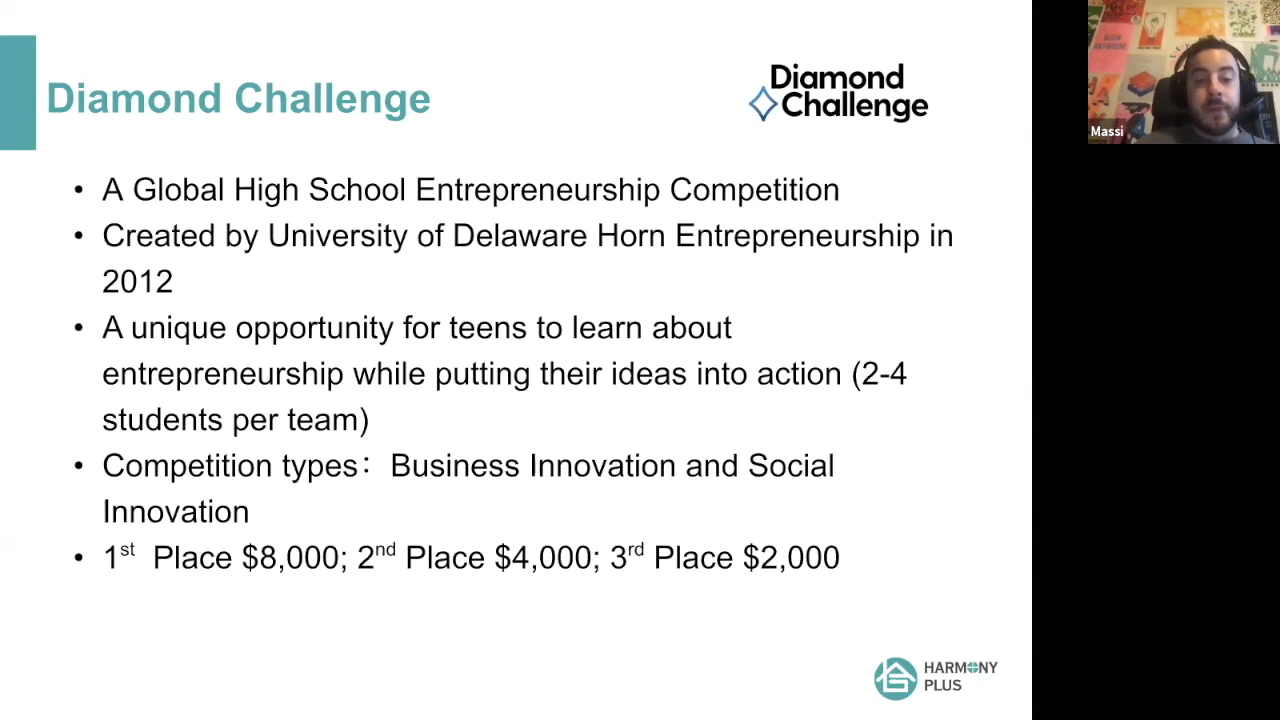 Diamond Challenge
Diamond
Challenge
• A Global High School Entrepreneurship Competition
• Created by University of Delaware Horn Entrepreneurship in
2012
• A unique opportunity for teens to learn about
entrepreneurship while putting their ideas into action (2-4
students per team)
• Competition types： Business Innovation and Social
Innovation
• 1st Place $8,000; 2nd Place $4,000; 3rd Place $2,000
HARMONY
PLUS
Massi